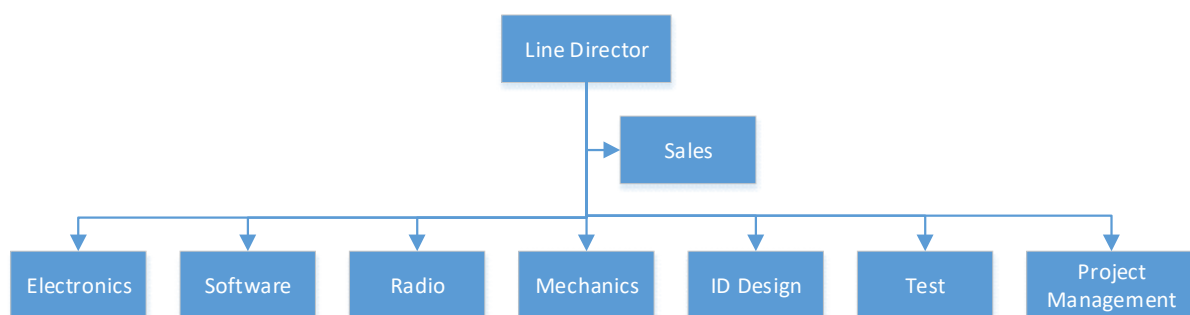 Line Director
Sales
Electronics
Software
Radio
Mechanics
ID Design
Test
Project
Management